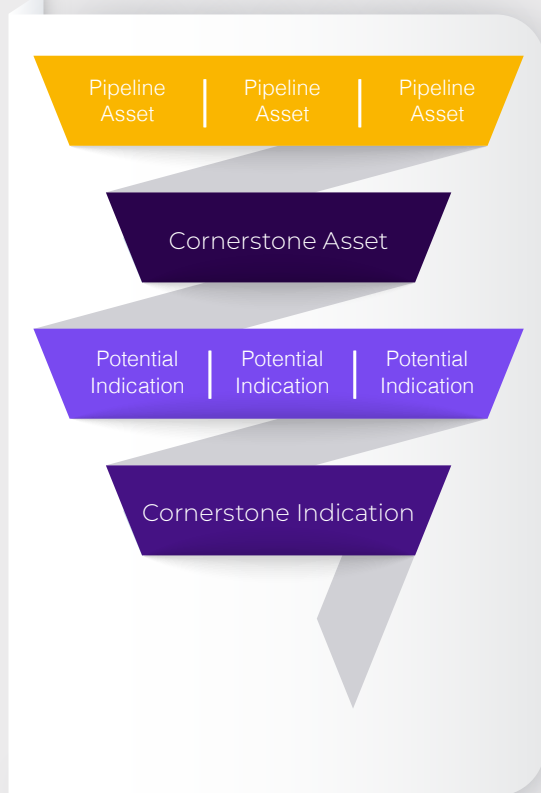 Pipeline Asset
Pipeline Asset
Pipeline Asset
Cornerstone Asset
Potential Indication
Potential Indication
Potential Indication
Cornerstone Indication